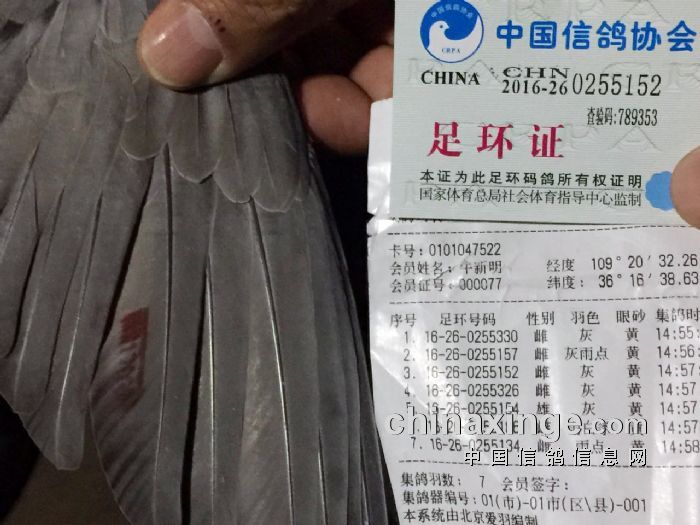 CRPA
中国信鸽协会
CHINA CHN
2016-26 0255152
查验码:789353
足环证
本证为此足环码鸽所有权证明
国家体育总局社会体育指导中心监制
卡号:0101047522
会员姓名:牛新明 经度 109°20′32.26
会员证号:000077 纬度: 36°16′38.63
序号 足环号码 性别 羽色 眼砂 集鸽时
1. 16-26-0255330 雌 灰 黄 14:55
2. 16-26-0255157 雌 灰雨点 黄 14:56
3. 16-26-0255152 雌 灰 黄 14:57
4. 16-26-0255326 雌 灰 黄 14:57
5. 16-26-0255154 雄 灰 黄 14:58
黄 14:58
7. 16-26-0255134 雌 雨点 黄 14:58
chinaxinge.com
中国信鸽信息网
集鸽羽数: 7 会员签字:
集鸽器编号:01(市)-01市(区\县)-001
本系统由北京爱羽编制